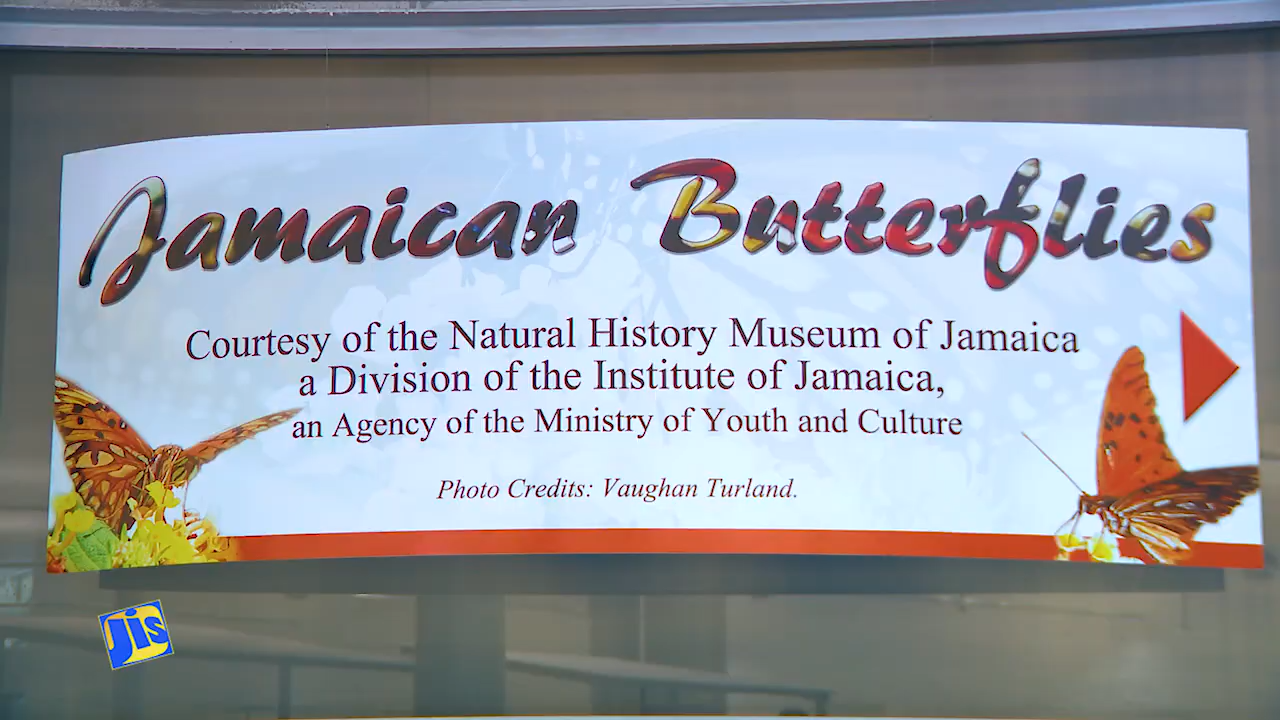 Jamaican Butterflies
Courtesy of the Natural History Museum of Jamaica
a Division of the Institute of Jamaica,
an Agency of the Ministry of Youth and Culture
Photo Credits: Vaughan Turland.
jis